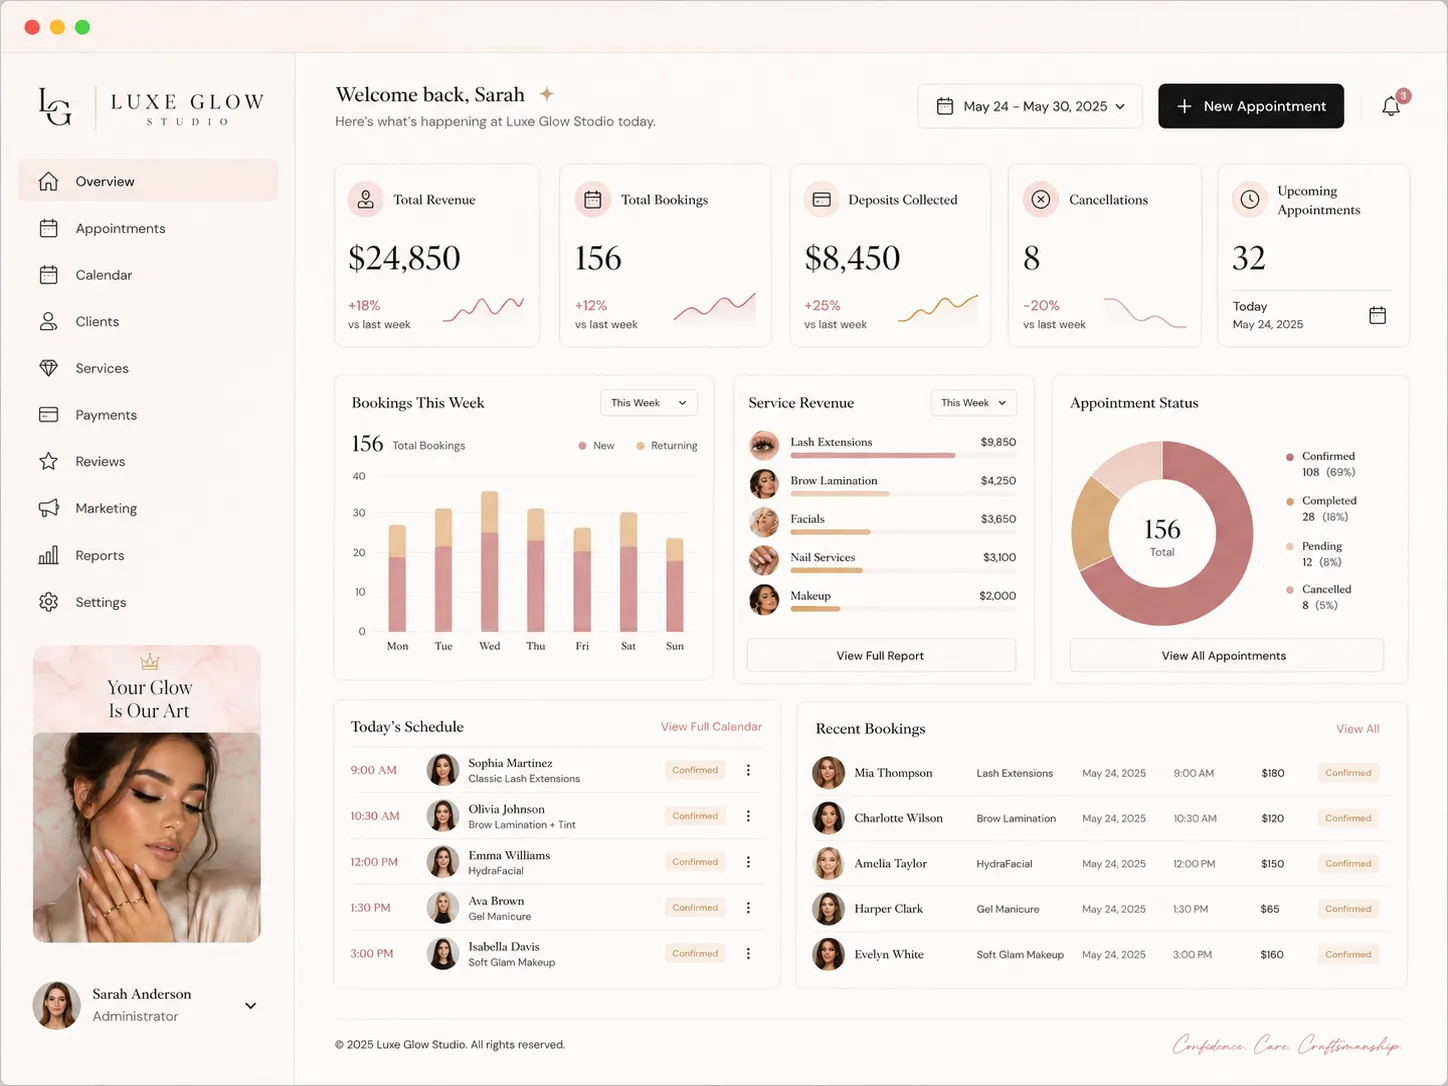 LG
LUXE GLOW
STUDIO
Overview
Appointments
Calendar
Clients
Services
Payments
Reviews
Marketing
Reports
Settings
Your Glow
Is Our Art
Sarah Anderson
Administrator
Welcome back, Sarah
Here's what's happening at Luxe Glow Stodio today.
May 24 - May 30, 2025
New Appointment
3
Total Revenue
$24,850
+18%
vs last week
Total Bookings
156
+12%
vs last week
Deposits Collected
$8,450
+25%
vs last week
Cancellations
8
-20%
vs last week
Upcoming
Appointments
32
Today
May 24, 2025
Bookings This Week
This Week
156 Total Bookings
New
Returning
40
30
20
10
0
Mon Tue Wed Thu Fri Sat Sun
Service Revenue
This Week
Lash Extensions $9,850
Brow Lamination $4,250
Facials $3,650
Nail Services $3,100
Makeup $2,000
View Full Report
Appointment Status
156
Total
Confirmed
108 (69%)
Completed
28 (18%)
Pending
12 (8%)
Cancelled
8 (5%)
View All Appointments
Today's Schedule
View Full Calendar
9:00 AM
Sophia Martinez
Classic Lash Extensions
Confirmed
10:30 AM
Olivia Johnson
Brow Lamination + Tint
Confirmed
12:00 PM
Emma Williams
HydraFacial
Confirmed
1:30 PM
Ava Brown
Gel Manicure
Confirmed
3:00 PM
Isabella Davis
Soft Glam Makeup
Confirmed
Recent Bookings
View All
Mia Thompson Lash Extensions May 24, 2025 9:00 AM $180 Confirmed
Charlotte Wilson Brow Lamination May 24, 2025 10:30 AM $120 Confirmed
Amelia Taylor HydraFacial May 24, 2025 12:00 PM $150 Confirmed
Harper Clark Gel Manicure May 24, 2025 1:30 PM $65 Confirmed
Evelyn White Soft Glam Makeup May 24, 2025 3:00 PM $160 Confirmed
© 2025 Luxe Glow Studio. All rights reserved.
Confidence. Care. Craftsmanship.